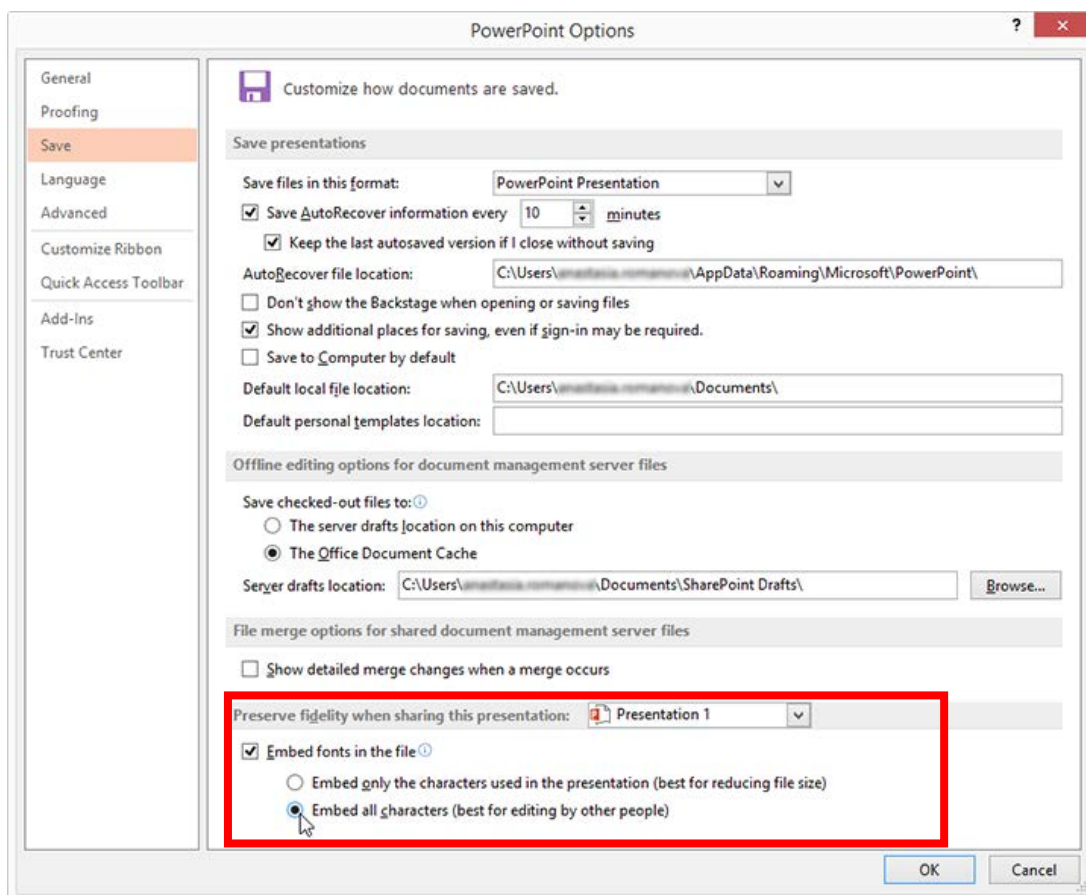 PowerPoint Options
?
General
Proofing
Save
Language
Advanced
Customize Ribbon
Quick Access Toolbar
Add-Ins
Trust Center
Customize how documents are saved.
Save presentations
Save files in this format: PowerPoint Presentation
Save AutoRecover information every 10 minutes
Keep the last autosaved version if I close without saving
AutoRecover file location: C:\Users\ \AppData\Roaming\Microsoft\PowerPoint\
Don't show the Backstage when opening or saving files
Show additional places for saving, even if sign-in may be required.
Save to Computer by default
Default local file location: C:\Users\ \Documents\
Default personal templates location:
Offline editing options for document management server files
Save checked-out files to:
The server drafts location on this computer
The Office Document Cache
Server drafts location: C:\Users\ \Documents\SharePoint Drafts\ Browse...
File merge options for shared document management server files
Show detailed merge changes when a merge occurs
Preserve fidelity when sharing this presentation: Presentation 1
Embed fonts in the file
Embed only the characters used in the presentation (best for reducing file size)
Embed all characters (best for editing by other people)
OK Cancel